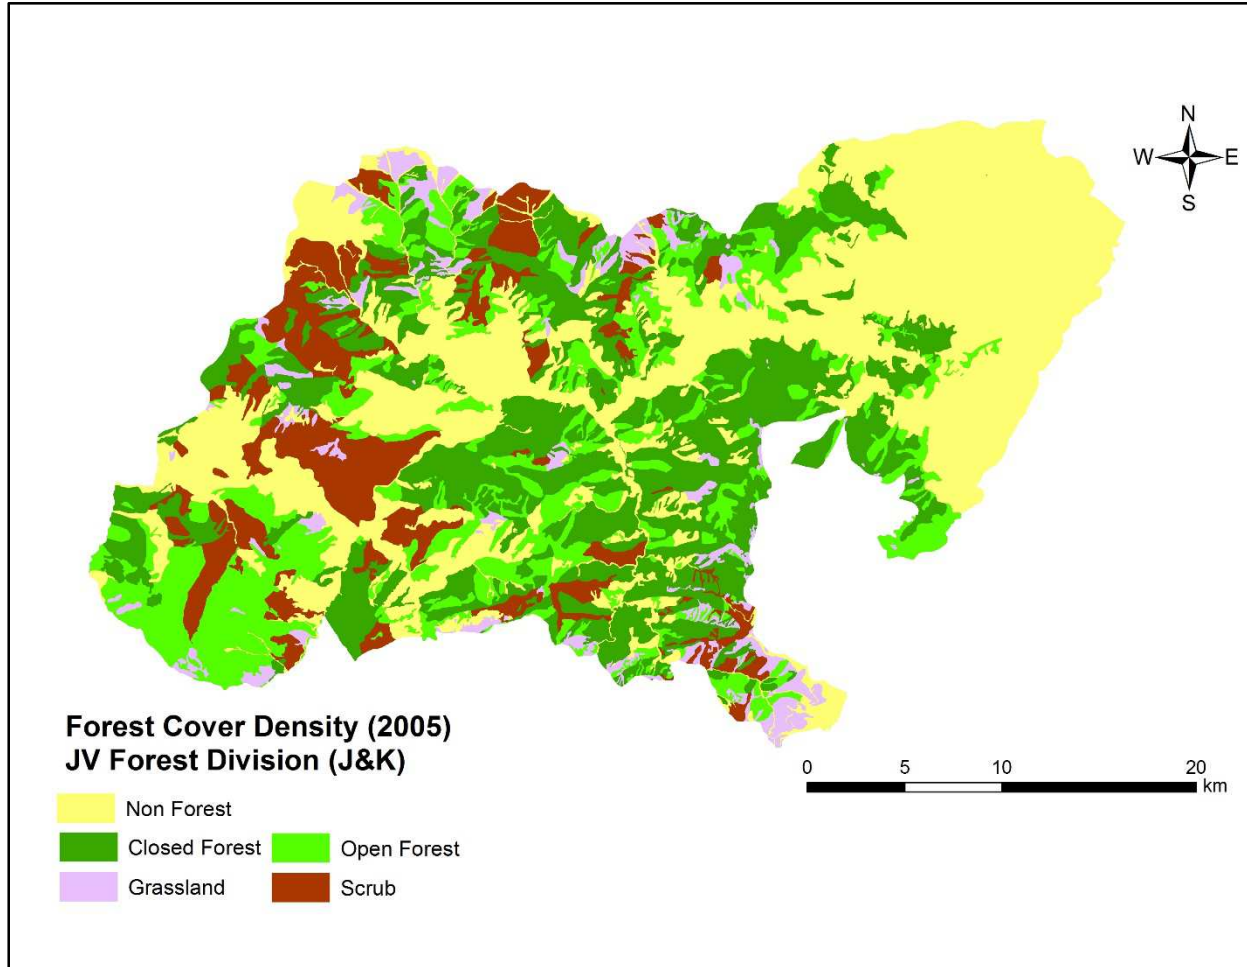 N
W E
S
Forest Cover Density (2005)
JV Forest Division (J&K)
0 5 10 20
km
Non Forest
Closed Forest Open Forest
Grassland Scrub